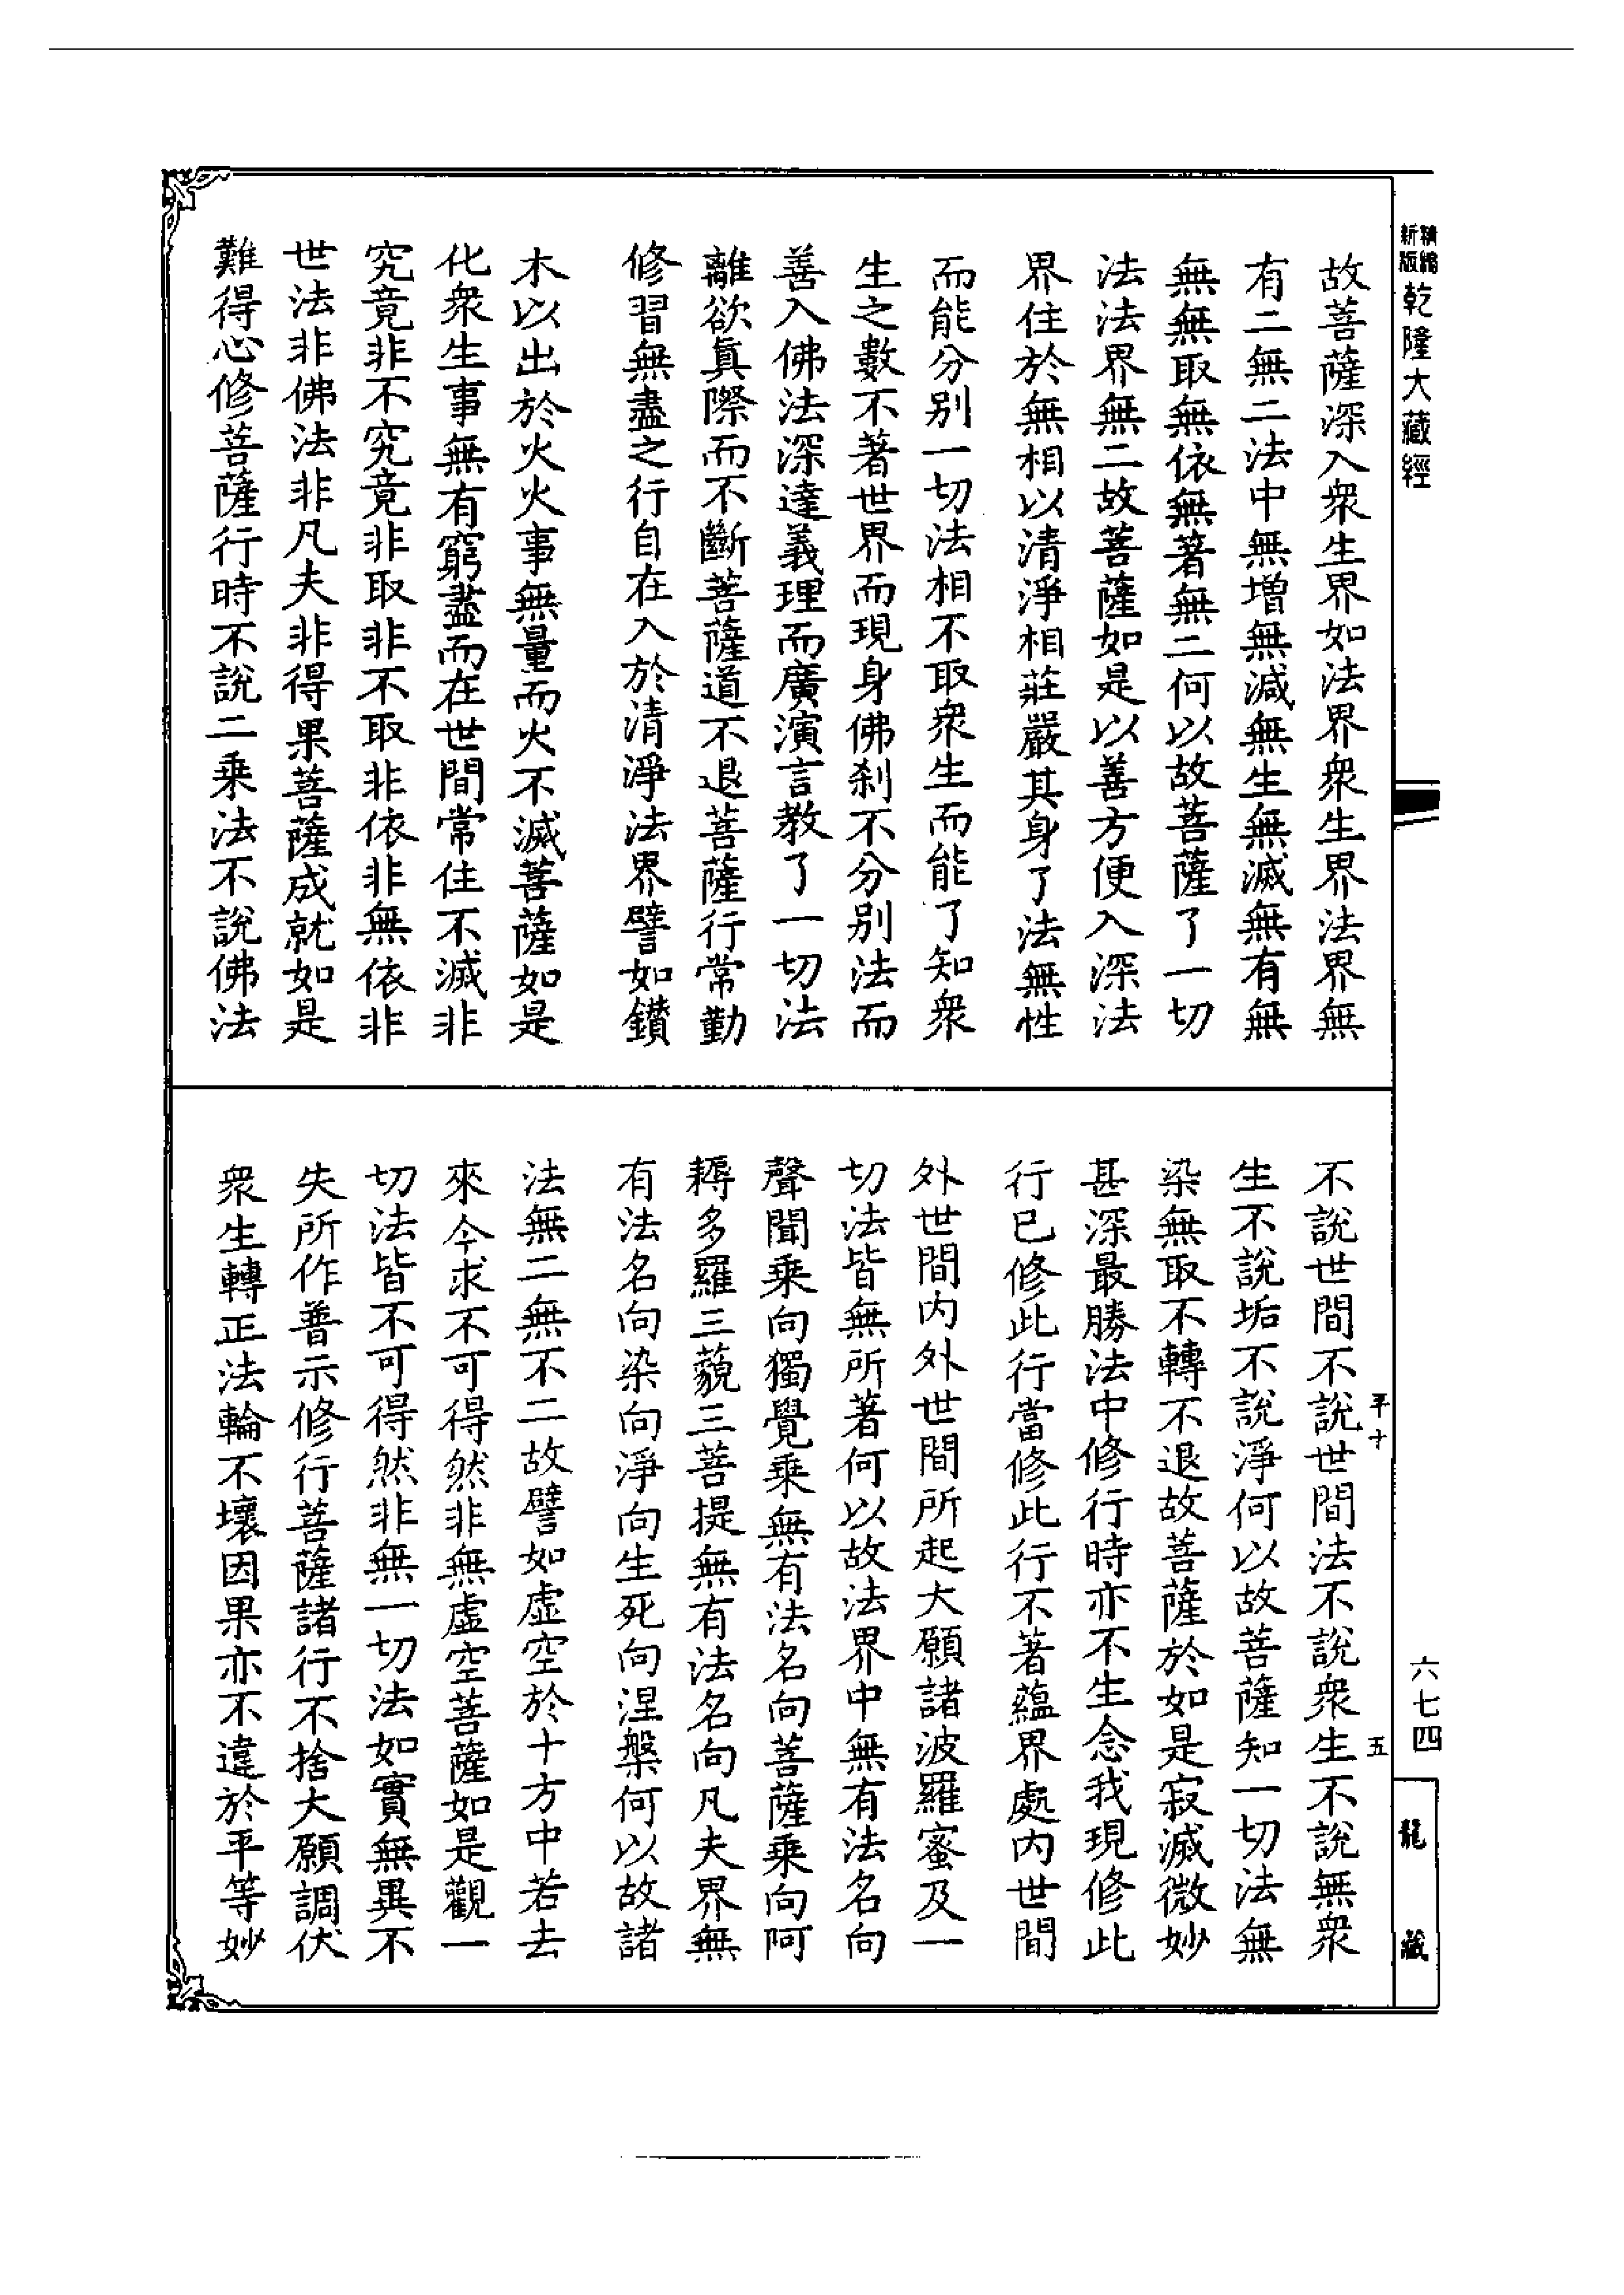 精縮新版乾隆大藏經
故菩薩深入衆生界如法界衆生界法界無
有二無二法中無增無減無生無滅無有無
無無取無依無著無二何以故菩薩了一切
法法界無二故菩薩如是以善方便入深法
界住於無相以清淨相莊嚴其身了法無性
而能分別一切法相不取衆生而能了知衆
生之數不著世界而現身佛刹不分別法而
善入佛法深達義理而廣演言教了一切法
離欲真際而不斷菩薩道不退菩薩行常勤
修習無盡之行自在入於清淨法界譬如鑽
木以出於火火事無量而火不滅菩薩如是
化衆生事無有窮盡而在世間常住不滅非
究竟非不究竟非取非不取非依非無依非
世法非佛法非凡夫非得果菩薩成就如是
難得心修菩薩行時不說二乘法不說佛法
不說世間不說世間法不說衆生不說無衆
生不說垢不說淨何以故菩薩知一切法無
染無取不轉不退故菩薩於如是寂滅微妙
甚深最勝法中修行時亦不生念我現修此
行已修此行當修此行不著蘊界處內世間
外世間內外世間所起大願諸波羅蜜及一
切法皆無所著何以故法界中無有法名向
聲聞乘向獨覺乘無有法名向菩薩乘向阿
耨多羅三藐三菩提無有法名向凡夫界無
有法名向染向淨向生死向涅槃何以故諸
法無二無不二故譬如虛空於十方中若去
來今求不可得然非無虛空菩薩如是觀一
切法皆不可得然非無一切法如實無異不
失所作普示修行菩薩諸行不捨大願調伏
衆生轉正法輪不壞因果亦不違於平等妙
平十
五
六七四
龍藏